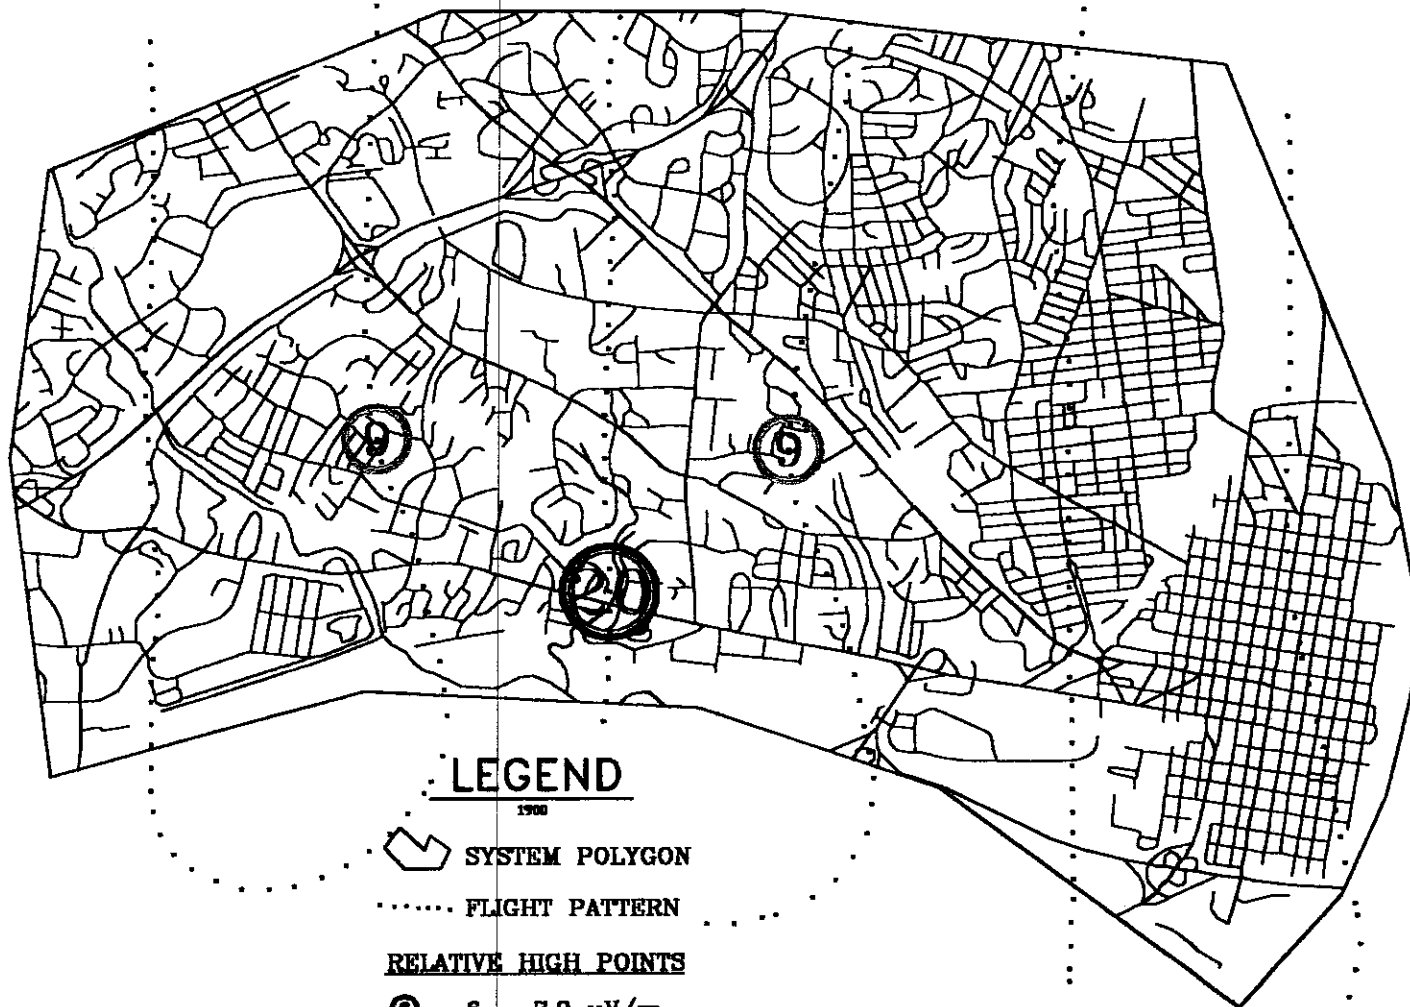 9
9
20
LEGEND
1900
SYSTEM POLYGON
FLIGHT PATTERN
RELATIVE HIGH POINTS